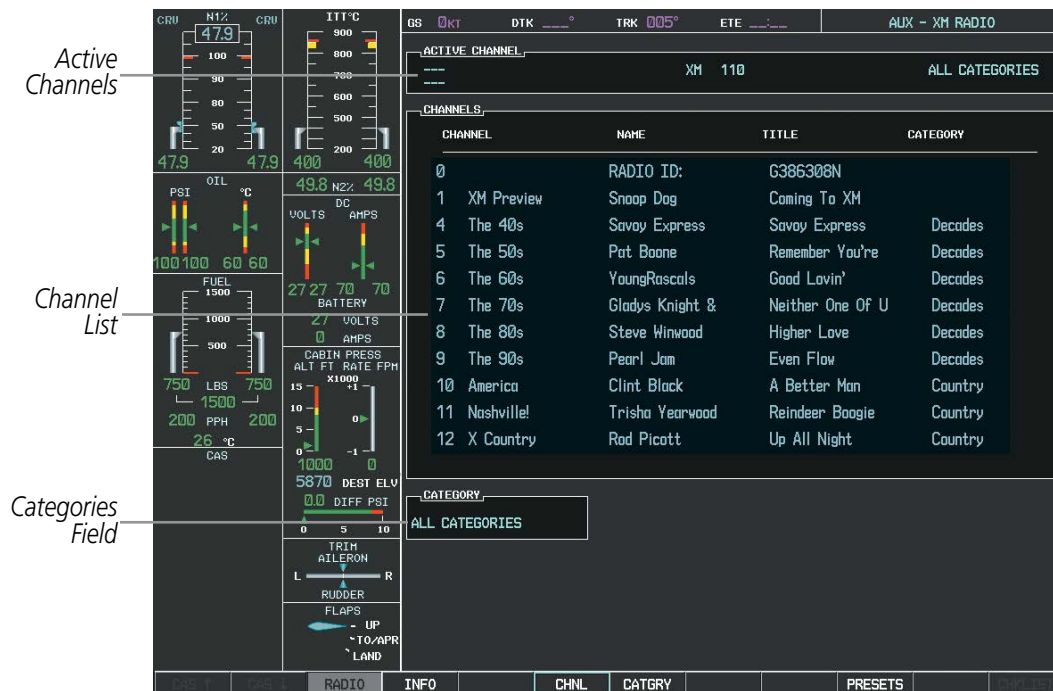 Active
Channels
Channel
List
Categories
Field
CRU N1% CRU
47.9
100
90
80
50
20
47.9 47.9
ITT°C
900
800
700
600
500
200
400 400
49.8 N2% 49.8
OIL
PSI °C
100 100 60 60
DC
VOLTS AMPS
27 27 70 70
BATTERY
27 VOLTS
0 AMPS
FUEL
1500
1000
500
750 LBS 750
1500
200 PPH 200
26 °C
CAS
CABIN PRESS
ALT FT RATE FPM
X1000
15 1
10
5 0
0 -1
1000 0
5870 DEST ELV
0.0 DIFF PSI
0 5 10
TRIM
AILERON
L R
RUDDER
FLAPS
UP
TO/APR
LAND
GS 0KT DTK ___° TRK 005° ETE __:__ AUX - XM RADIO
ACTIVE CHANNEL
--- XM 110 ALL CATEGORIES
---
CHANNELS
CHANNEL NAME TITLE CATEGORY
0 RADIO ID: G386308N
1 XM Preview Snoop Dog Coming To XM
4 The 40s Savoy Express Savoy Express Decades
5 The 50s Pat Boone Remember You're Decades
6 The 60s YoungRascals Good Lovin' Decades
7 The 70s Gladys Knight & Neither One Of U Decades
8 The 80s Steve Winwood Higher Love Decades
9 The 90s Pearl Jam Even Flow Decades
10 America Clint Black A Better Man Country
11 Nashville! Trisha Yearwood Reindeer Boogie Country
12 X Country Rod Picott Up All Night Country
CATEGORY
ALL CATEGORIES
CAS ↑ CAS ↓ RADIO INFO CHNL CATGRY PRESETS CHKLIST